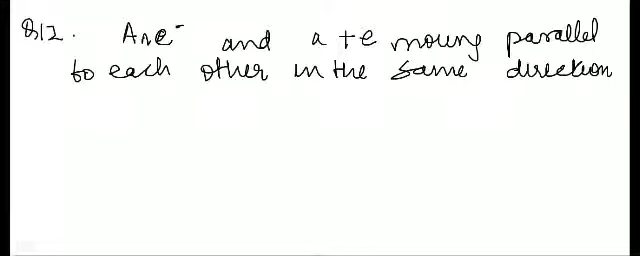 Q12. An e⁻ and a +e moving parallel
to each other in the same direction